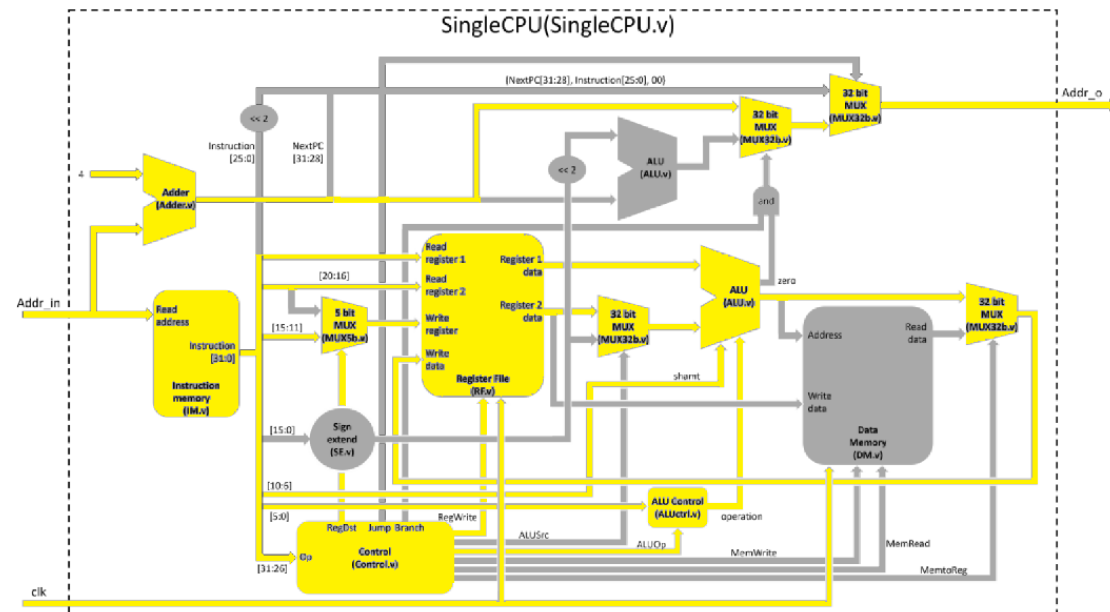 SingleCPU(SingleCPU.v)
(NextPC[31:28], Instruction[25:0], 00)
32 bit
MUX
(MUX32b.v)
Addr_o
<< 2
32 bit
MUX
(MUX32b.v)
Instruction
[25:0]
NextPC
[31:28]
ALU
(ALU.v)
<< 2
4
Adder
(Adder.v)
and
Read
register 1
Register 1
data
[20:16]
Read
register 2
zero
Addr_in
Read
address
5 bit
MUX
(MUX5b.v)
Write
register
Register 2
data
32 bit
MUX
(MUX32b.v)
ALU
(ALU.v)
32 bit
MUX
(MUX32b.v)
[15:11]
Address
Read
data
Instruction
[31:0]
Write
data
Instruction
memory
(IM.v)
Register File
(RF.v)
shamt
Write
data
[15:0]
Sign
extend
(SE.v)
Data
Memory
(DM.v)
[10:6]
[5:0]
ALU Control
(ALUctrl.v)
operation
RegDst
Jump
Branch
RegWrite
ALUSrc
ALUOp
MemRead
Op
Control
(Control.v)
MemWrite
[31:26]
MemtoReg
clk